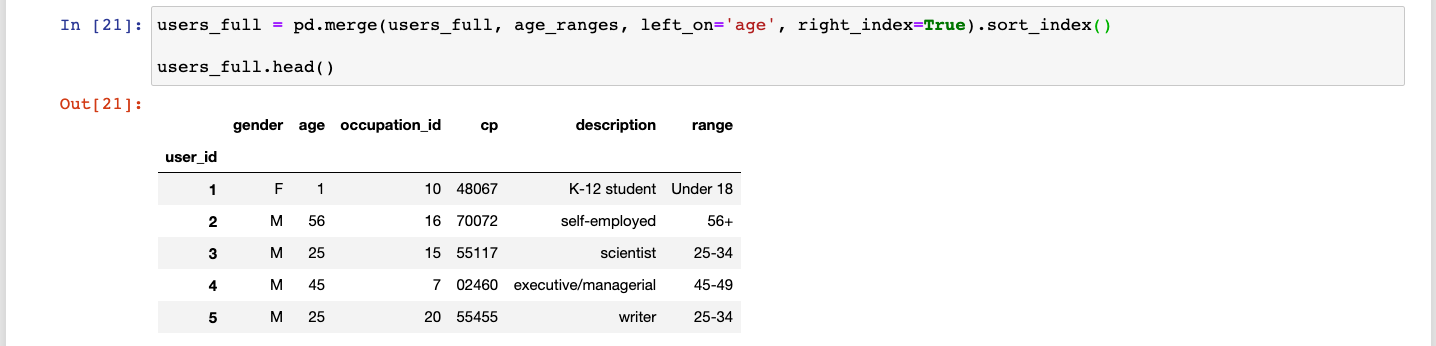 In [21]: users_full = pd.merge(users_full, age_ranges, left_on='age', right_index=True).sort_index()
users_full.head()
Out[21]:
gender age occupation_id cp description range
user_id
1 F 1 10 48067 K-12 student Under 18
2 M 56 16 70072 self-employed 56+
3 M 25 15 55117 scientist 25-34
4 M 45 7 02460 executive/managerial 45-49
5 M 25 20 55455 writer 25-34